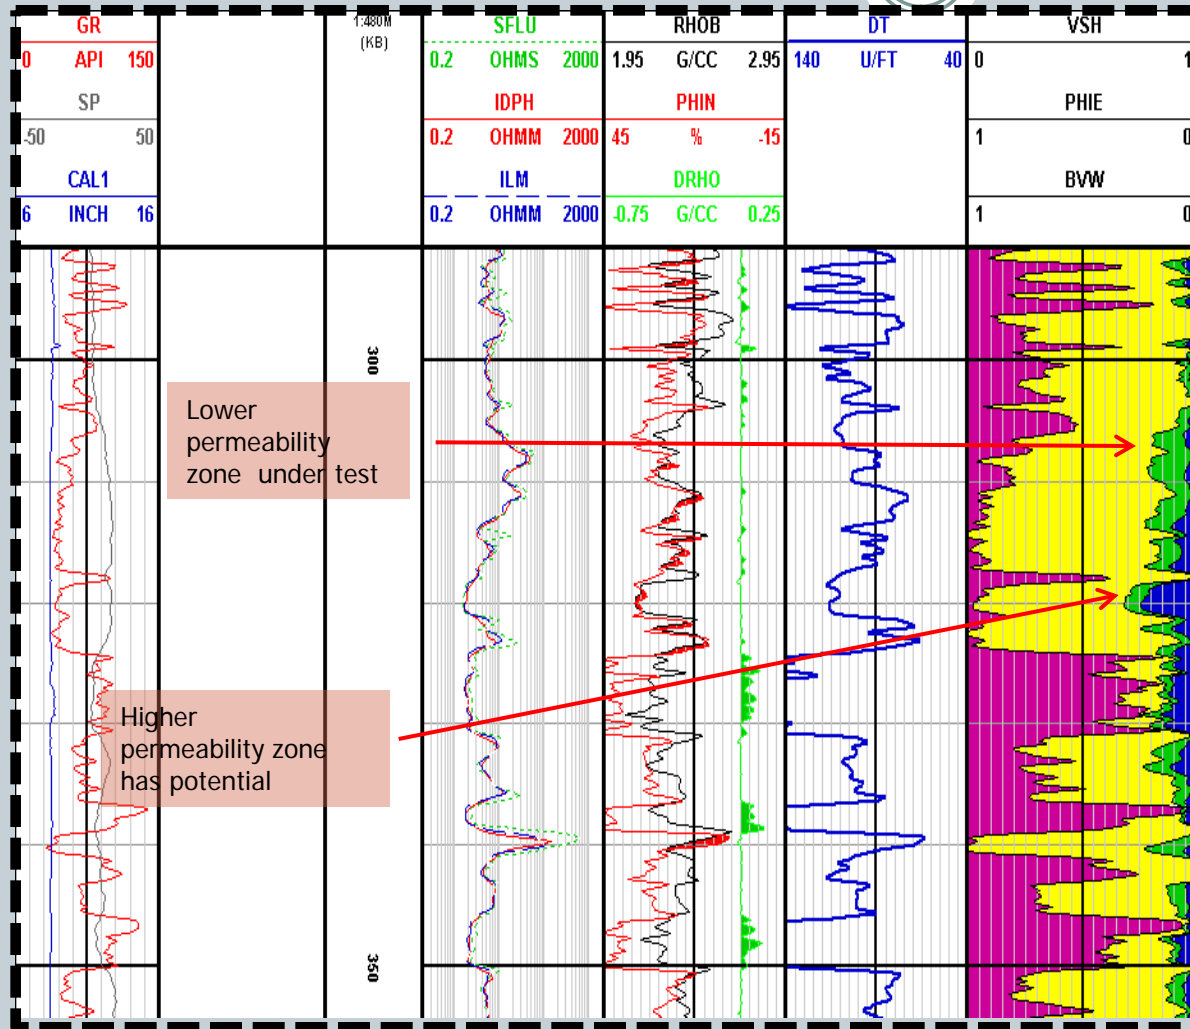 GR
0 API 150
SP
-50 50
CAL1
6 INCH 16
1:480M
(KB)
SFLU
0.2 OHMS 2000
IDPH
0.2 OHMM 2000
ILM
0.2 OHMM 2000
RHOB
1.95 G/CC 2.95
PHIN
45 % -15
DRHO
-0.75 G/CC 0.25
DT
140 U/FT 40
VSH
0 1
PHIE
1 0
BVW
1 0
300
Lower
permeability
zone under test
Higher
permeability zone
has potential
350